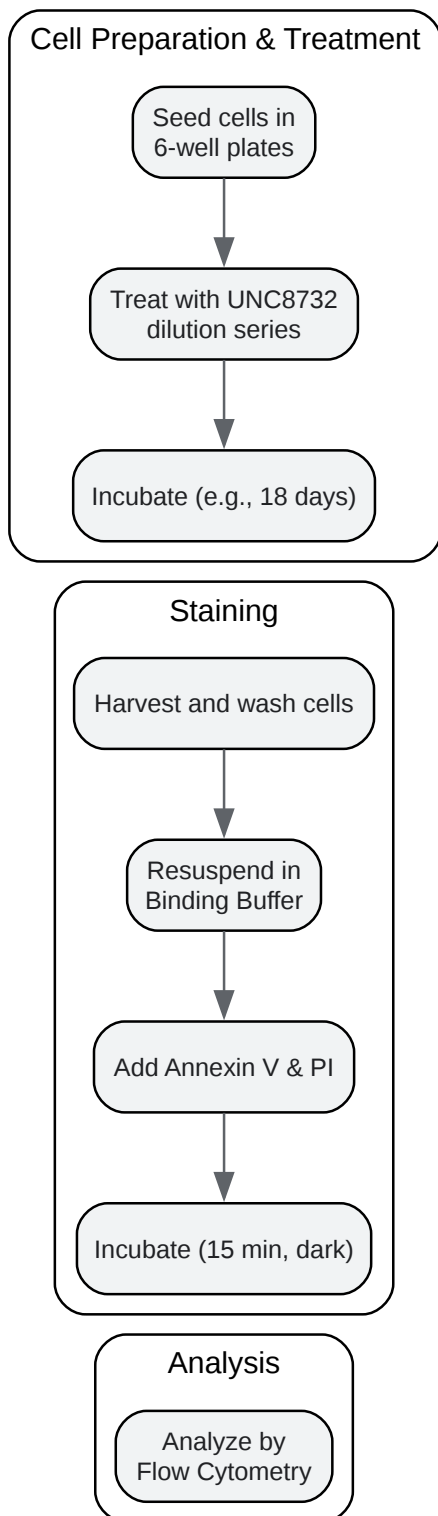 Cell Preparation & Treatment
Seed cells in
6-well plates
Treat with UNC8732
dilution series
Incubate (e.g., 18 days)
Staining
Harvest and wash cells
Resuspend in
Binding Buffer
Add Annexin V & PI
Incubate (15 min, dark)
Analysis
Analyze by
Flow Cytometry